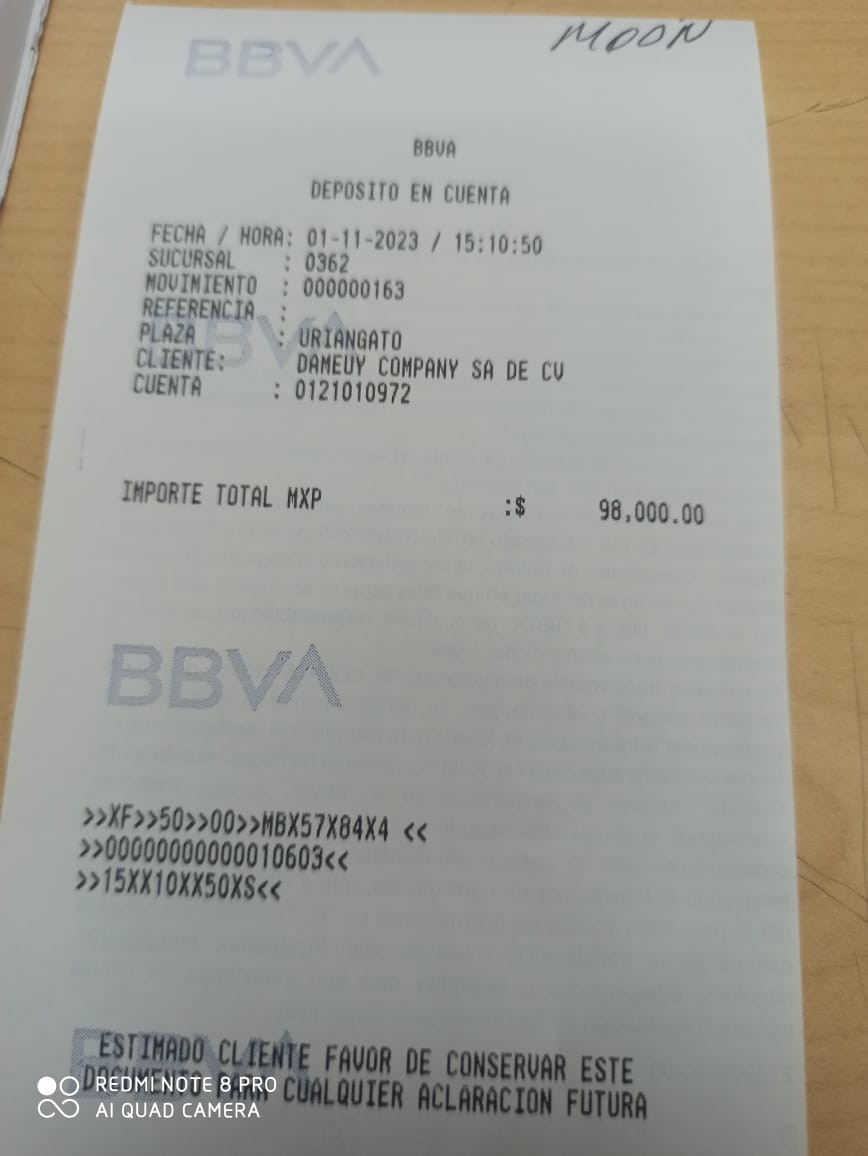 BBVA
MOON
BBVA
DEPOSITO EN CUENTA
FECHA / HORA: 01-11-2023 / 15:10:50
SUCURSAL : 0362
MOVIMIENTO : 000000163
REFERENCIA :
BBVA
PLAZA : URIANGATO
CLIENTE: DAMEUY COMPANY SA DE CV
CUENTA : 0121010972
IMPORTE TOTAL MXP :$ 98,000.00
BBVA
>>XF>>50>>00>>MBX57X84X4 <<
>>00000000000010603<<
>>15XX10XX50XS<<
BBVA
ESTIMADO CLIENTE FAVOR DE CONSERVAR ESTE
DOCUMENTO PARA CUALQUIER ACLARACION FUTURA
REDMI NOTE 8 PRO
AI QUAD CAMERA